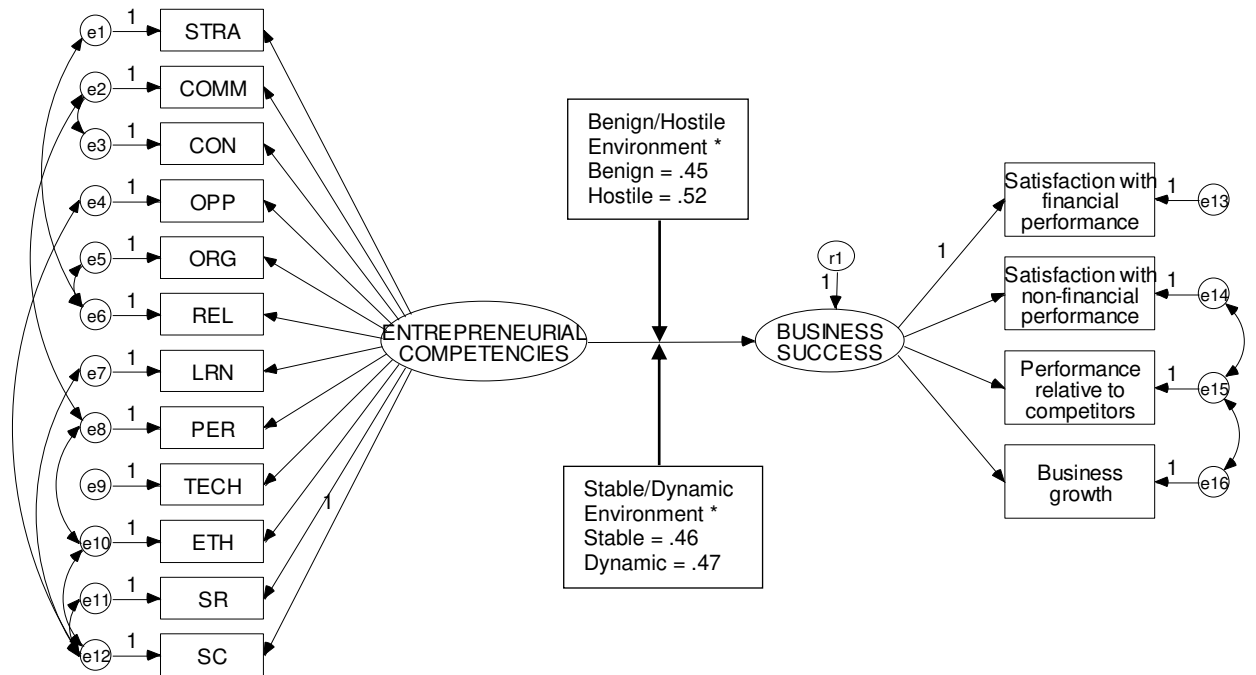 e1 1 STRA
e2 1 COMM
e3 1 CON
e4 1 OPP
e5 1 ORG
e6 1 REL
e7 1 LRN
e8 1 PER
e9 1 TECH
e10 1 ETH
e11 1 SR
e12 1 SC
1
ENTREPRENEURIAL
COMPETENCIES
Benign/Hostile
Environment *
Benign = .45
Hostile = .52
Stable/Dynamic
Environment *
Stable = .46
Dynamic = .47
r1
1
BUSINESS
SUCCESS
1
Satisfaction with
financial
performance
1 e13
Satisfaction with
non-financial
performance
1 e14
Performance
relative to
competitors
1 e15
Business
growth
1 e16